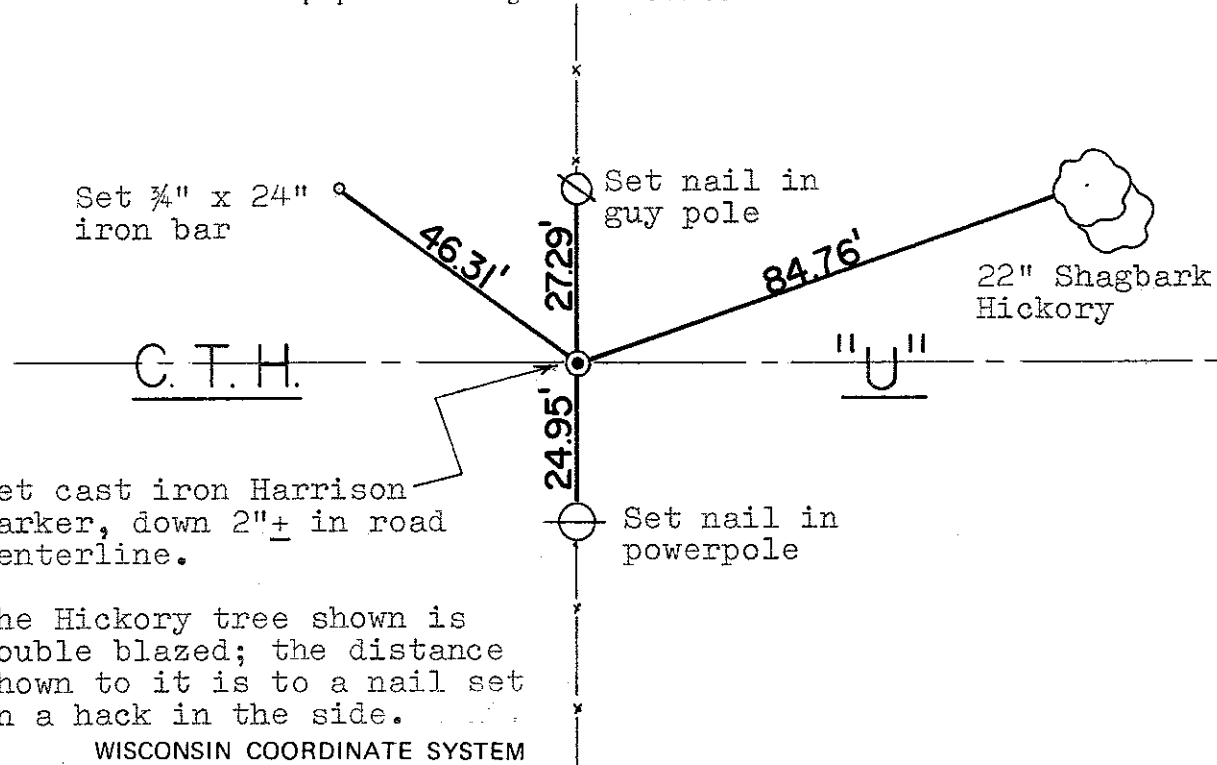 Set ¾" x 24"
iron bar
46.31'
27.29'
Set nail in
guy pole
84.76'
22" Shagbark
Hickory
C. T. H.
"U"
24.95'
et cast iron Harrison
arker, down 2"± in road
enterline.
Set nail in
powerpole
he Hickory tree shown is
ouble blazed; the distance
hown to it is to a nail set
n a hack in the side.
WISCONSIN COORDINATE SYSTEM